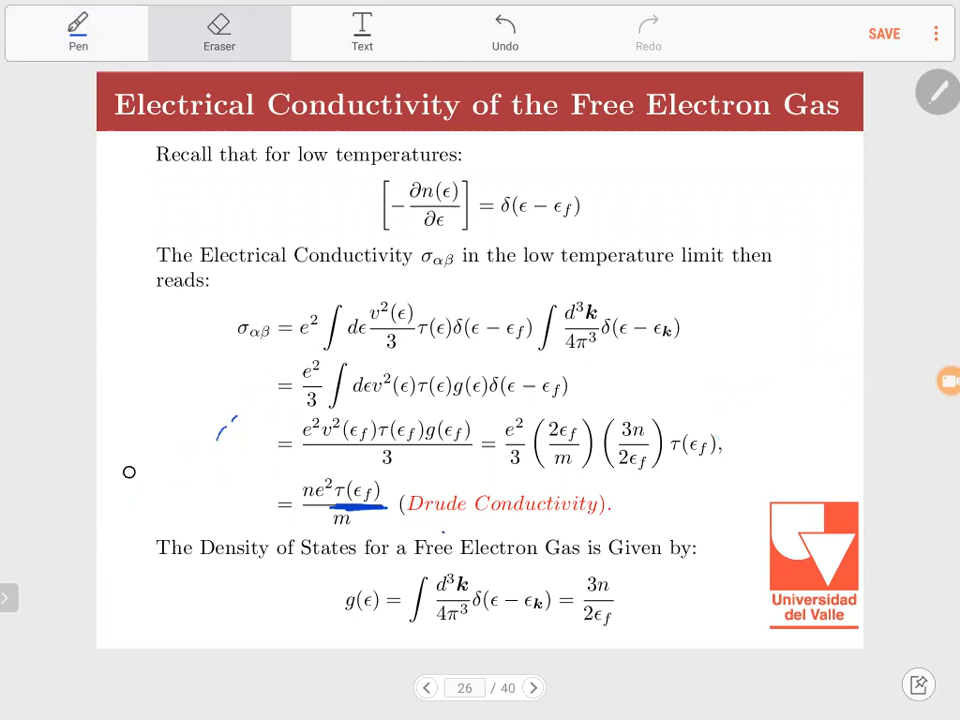 Pen Eraser Text Undo Redo SAVE
Electrical Conductivity of the Free Electron Gas
Recall that for low temperatures:
[−∂n(ϵ)/∂ϵ] = δ(ϵ − ϵ_f)
The Electrical Conductivity σ_αβ in the low temperature limit then
reads:
σ_αβ = e² ∫ dϵ v²(ϵ)/3 τ(ϵ)δ(ϵ − ϵ_f) ∫ d³k/4π³ δ(ϵ − ϵ_k)
= e²/3 ∫ dϵv²(ϵ)τ(ϵ)g(ϵ)δ(ϵ − ϵ_f)
= e²v²(ϵ_f)τ(ϵ_f)g(ϵ_f)/3 = e²/3 (2ϵ_f/m) (3n/2ϵ_f) τ(ϵ_f),
= ne²τ(ϵ_f)/m (Drude Conductivity).
The Density of States for a Free Electron Gas is Given by:
g(ϵ) = ∫ d³k/4π³ δ(ϵ − ϵ_k) = 3n/2ϵ_f
Universidad
del Valle
26 / 40